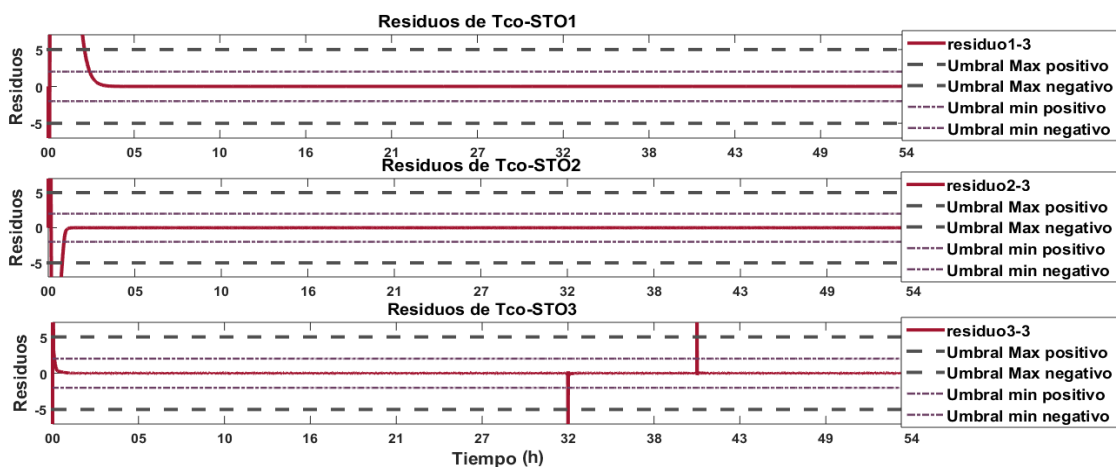 Residuos de Tco-STO1
Residuos
5
0
-5
00 05 10 16 21 27 32 38 43 49 54
residuo1-3
Umbral Max positivo
Umbral Max negativo
Umbral min positivo
Umbral min negativo
Residuos de Tco-STO2
Residuos
5
0
-5
00 05 10 16 21 27 32 38 43 49 54
residuo2-3
Umbral Max positivo
Umbral Max negativo
Umbral min positivo
Umbral min negativo
Residuos de Tco-STO3
Residuos
5
0
-5
00 05 10 16 21 27 32 38 43 49 54
residuo3-3
Umbral Max positivo
Umbral Max negativo
Umbral min positivo
Umbral min negativo
Tiempo (h)